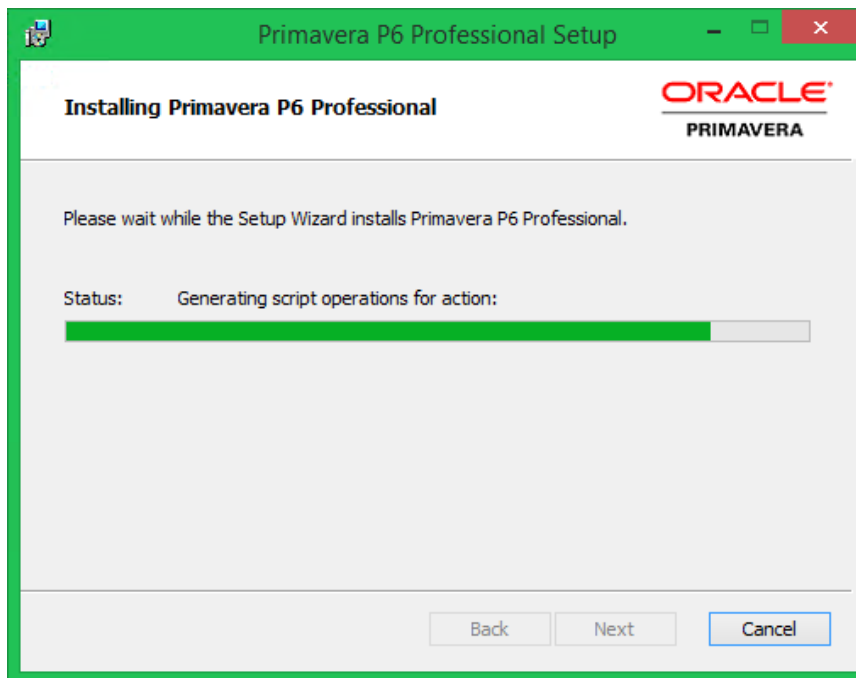 Primavera P6 Professional Setup
Installing Primavera P6 Professional
ORACLE
PRIMAVERA
Please wait while the Setup Wizard installs Primavera P6 Professional.
Status: Generating script operations for action:
Back Next Cancel